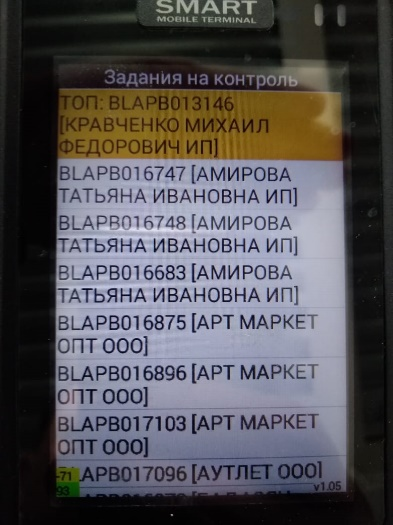 SMART
MOBILE TERMINAL
Задания на контроль
ТОП: BLAPB013146
[КРАВЧЕНКО МИХАИЛ
ФЕДОРОВИЧ ИП]
BLAPB016747 [АМИРОВА
ТАТЬЯНА ИВАНОВНА ИП]
BLAPB016748 [АМИРОВА
ТАТЬЯНА ИВАНОВНА ИП]
BLAPB016683 [АМИРОВА
ТАТЬЯНА ИВАНОВНА ИП]
BLAPB016875 [АРТ МАРКЕТ
ОПТ ООО]
BLAPB016896 [АРТ МАРКЕТ
ОПТ ООО]
BLAPB017103 [АРТ МАРКЕТ
ОПТ ООО]
-71 LAPB017096 [АУТЛЕТ ООО]
93 v1.05